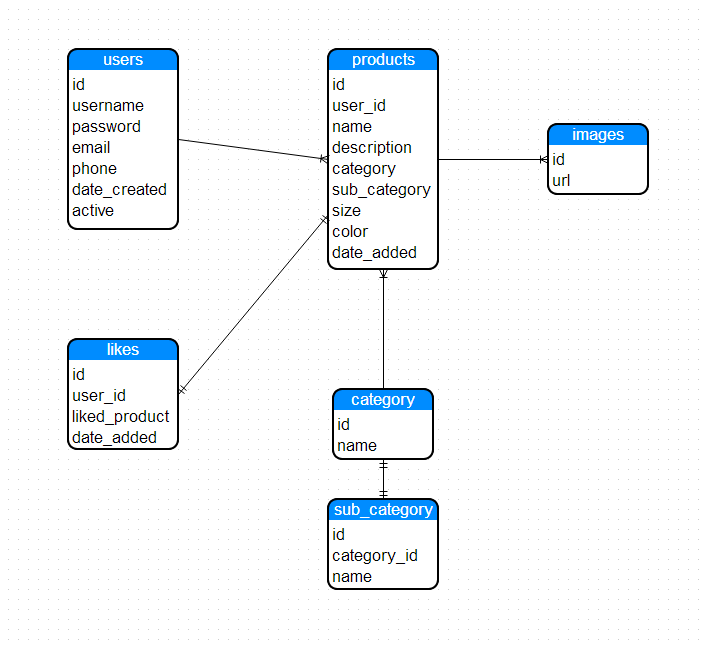 users
id
username
password
email
phone
date_created
active
products
id
user_id
name
description
category
sub_category
size
color
date_added
images
id
url
likes
id
user_id
liked_product
date_added
category
id
name
sub_category
id
category_id
name